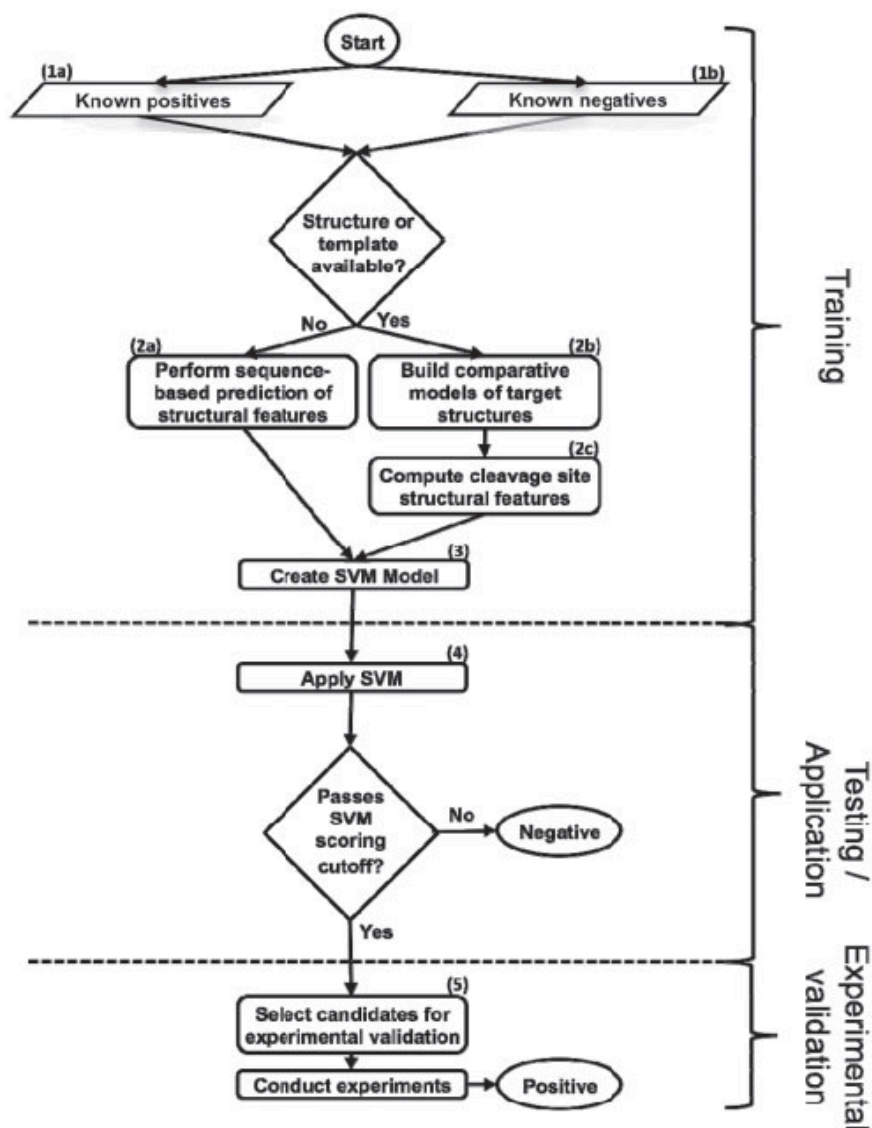 Start
(1a)
(1b)
Known positives
Known negatives
Structure or
template
available?
No
Yes
(2a)
(2b)
Perform sequence-
based prediction of
structural features
Build comparative
models of target
structures
(2c)
Compute cleavage site
structural features
(3)
Create SVM Model
Training
(4)
Apply SVM
Passes
SVM
scoring
cutoff?
No
Negative
Yes
Testing /
Application
(5)
Select candidates for
experimental validation
Conduct experiments
Positive
Experimental
validation